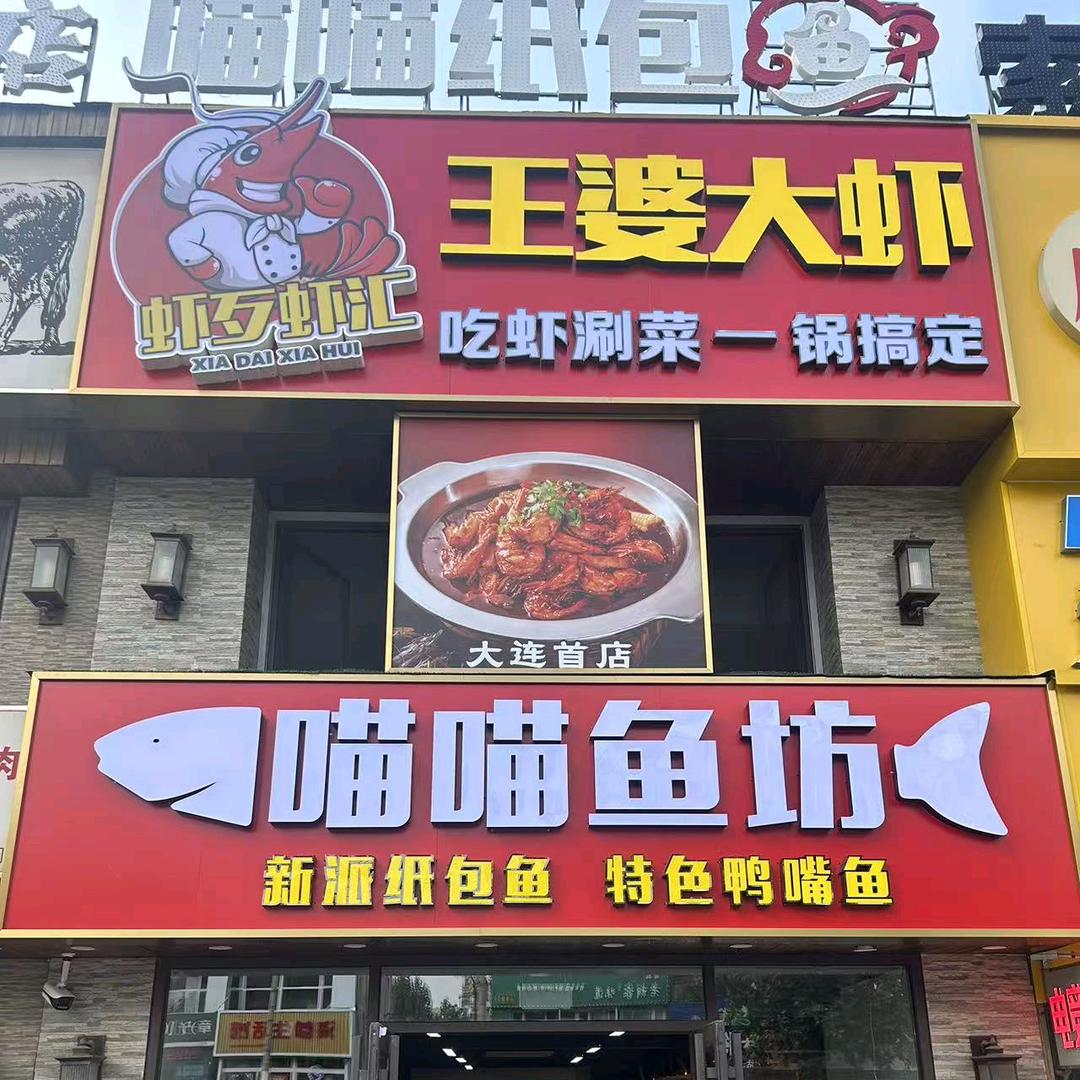 店
喵喵纸包鱼
王婆大虾
虾歹虾汇
XIA DAI XIA HUI
吃虾涮菜一锅搞定
大连首店
喵喵鱼坊
新派纸包鱼 特色鸭嘴鱼
肉